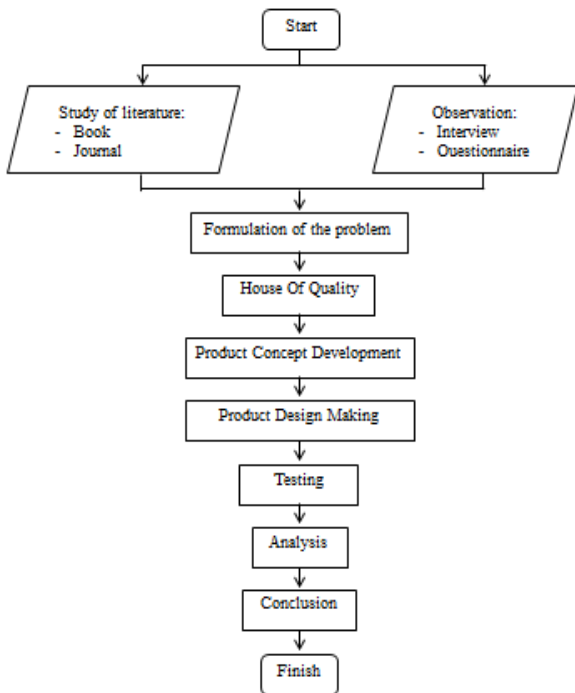 Start
Study of literature:
- Book
- Journal
Observation:
- Interview
- Ouestionnaire
Formulation of the problem
House Of Quality
Product Concept Development
Product Design Making
Testing
Analysis
Conclusion
Finish